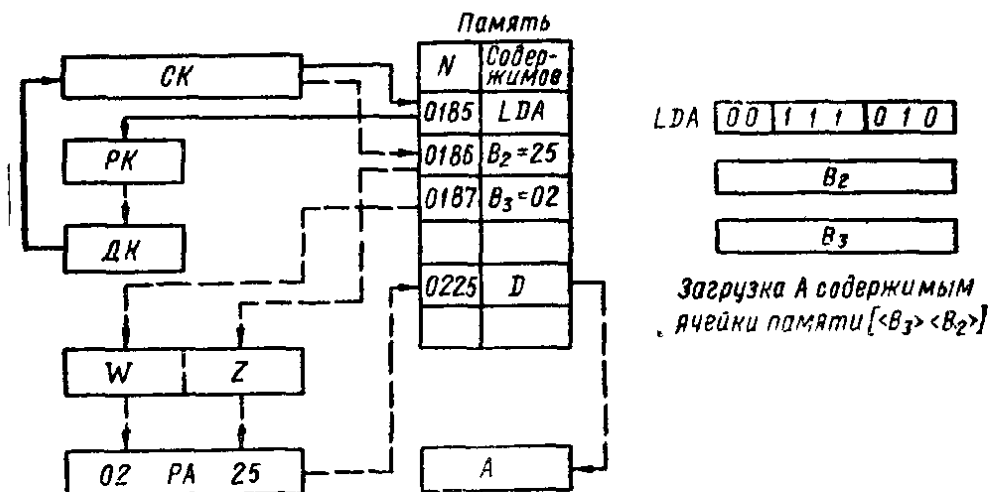 Память
N Содер-
жимов
СК
0185 LDA
LDA 00 111 010
РК
0186 B2=25
B2
0187 B3=02
B3
ДК
0225 D
Загрузка А содержимым
ячейки памяти [<B3> <B2>]
W Z
02 РА 25
А